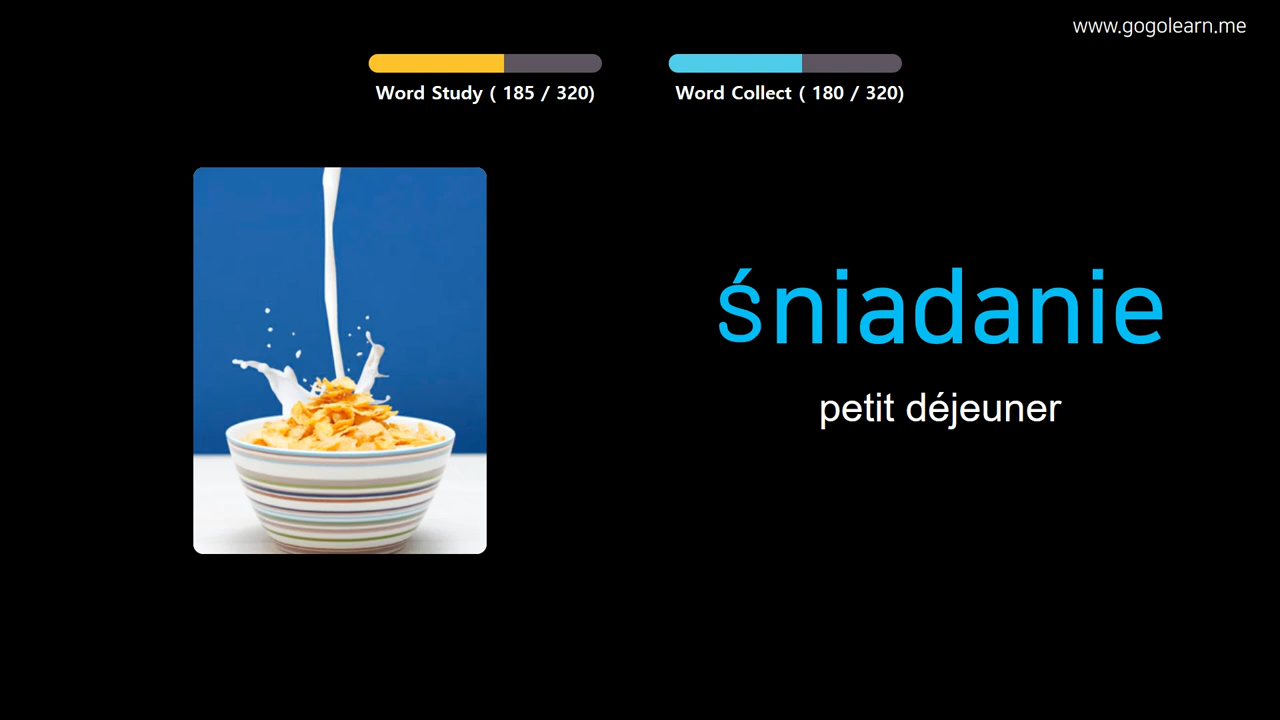 www.gogolearn.me
Word Study ( 185 / 320)
Word Collect ( 180 / 320)
śniadanie
petit déjeuner